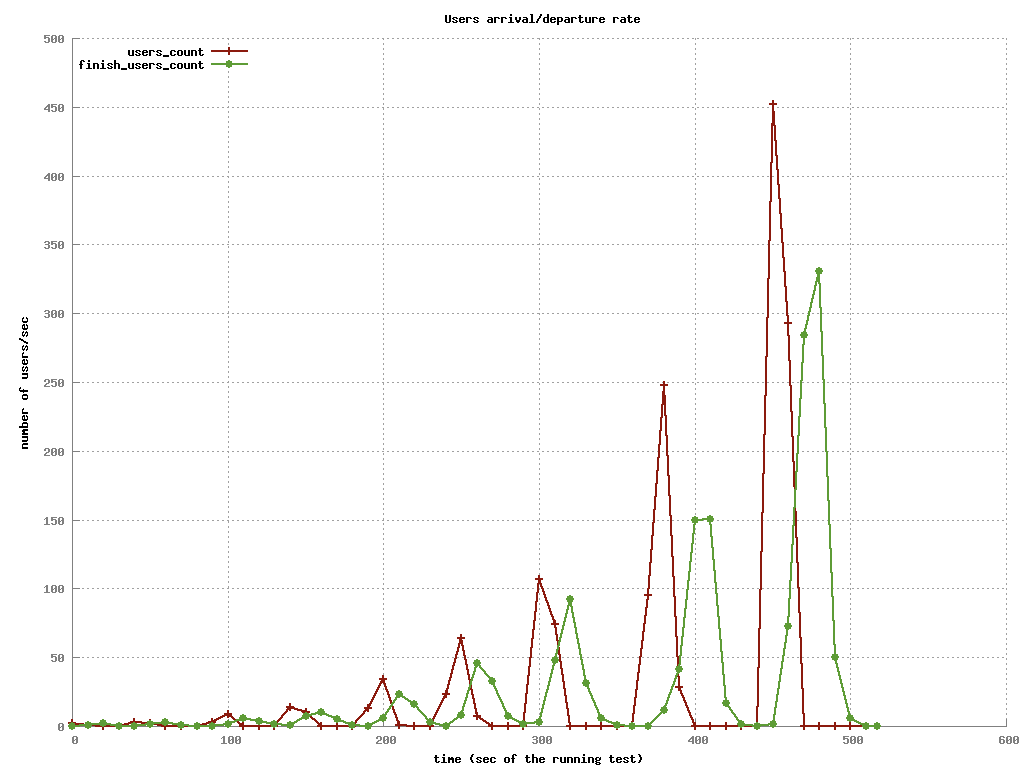 Users arrival/departure rate
users_count
finish_users_count
500
450
400
350
300
250
200
150
100
50
0
number of users/sec
0 100 200 300 400 500 600
time (sec of the running test)